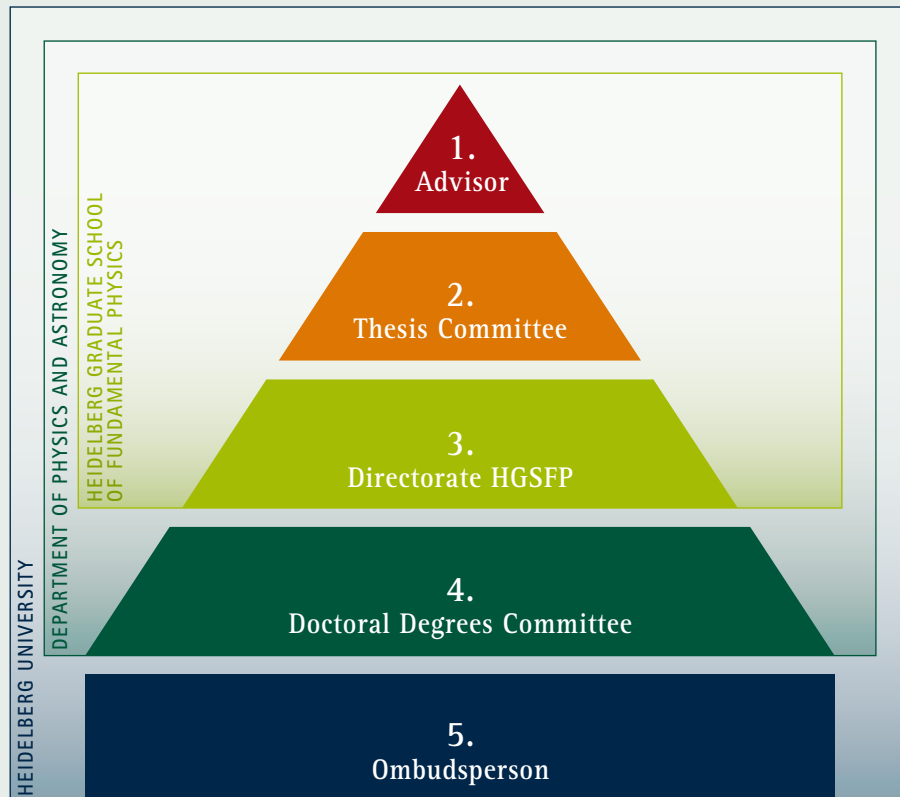 1.
Advisor
2.
Thesis Committee
3.
Directorate HGSFP
4.
Doctoral Degrees Committee
5.
Ombudsperson
HEIDELBERG GRADUATE SCHOOL
OF FUNDAMENTAL PHYSICS
DEPARTMENT OF PHYSICS AND ASTRONOMY
HEIDELBERG UNIVERSITY